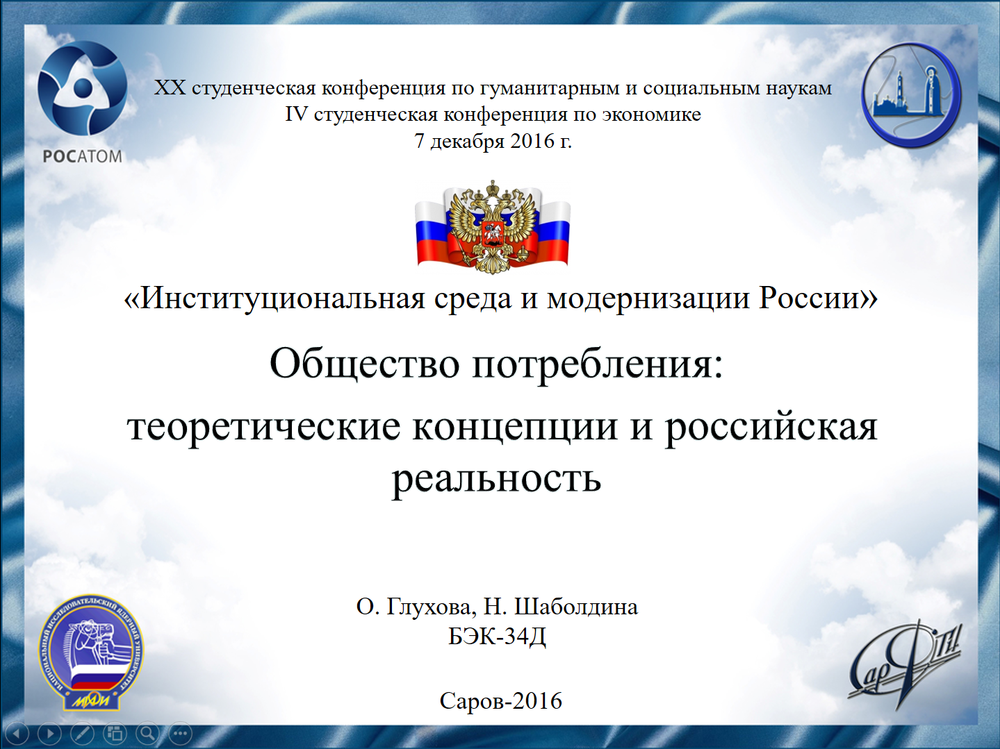 РОСАТОМ
XX студенческая конференция по гуманитарным и социальным наукам
IV студенческая конференция по экономике
7 декабря 2016 г.
«Институциональная среда и модернизации России»
Общество потребления:
теоретические концепции и российская
реальность
О. Глухова, Н. Шаболдина
БЭК-34Д
Саров-2016
НАЦИОНАЛЬНЫЙ ИССЛЕДОВАТЕЛЬСКИЙ ЯДЕРНЫЙ УНИВЕРСИТЕТ
МИФИ
СарФТИ